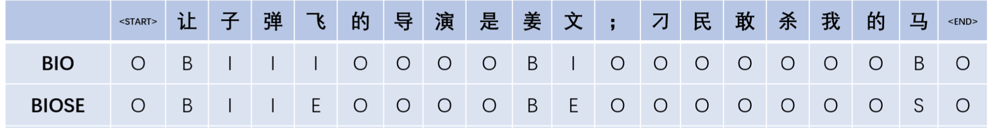 <START> 让 子 弹 飞 的 导 演 是 姜 文 ; 刁 民 敢 杀 我 的 马 <END>
BIO O B I I I O O O O B I O O O O O O O B O
BIOSE O B I I E O O O O B E O O O O O O O S O